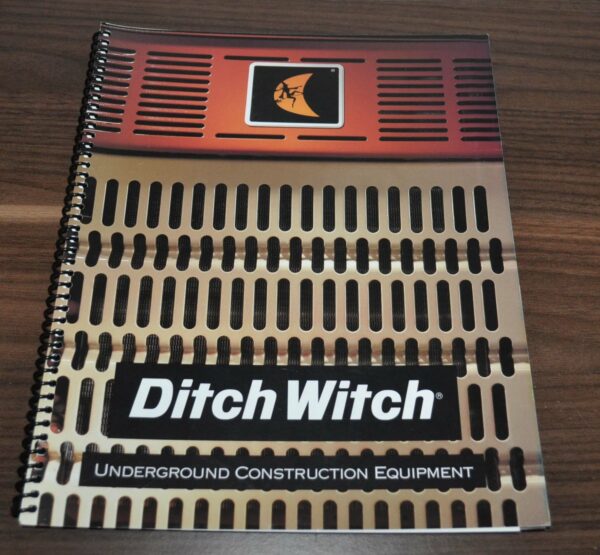 Ditch Witch®
UNDERGROUND CONSTRUCTION EQUIPMENT